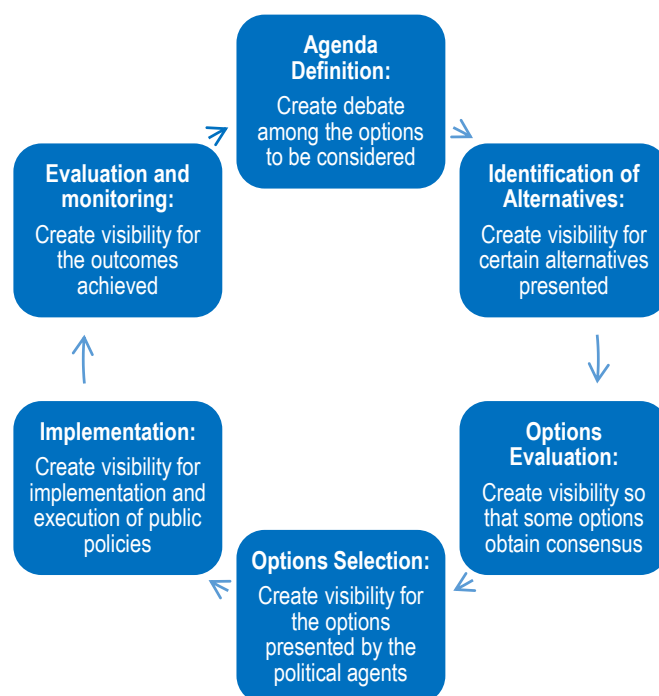 Agenda
Definition:
Create debate
among the options
to be considered
Identification of
Alternatives:
Create visibility for
certain alternatives
presented
Options
Evaluation:
Create visibility so
that some options
obtain consensus
Options Selection:
Create visibility for
the options
presented by the
political agents
Implementation:
Create visibility for
implementation and
execution of public
policies
Evaluation and
monitoring:
Create visibility for
the outcomes
achieved